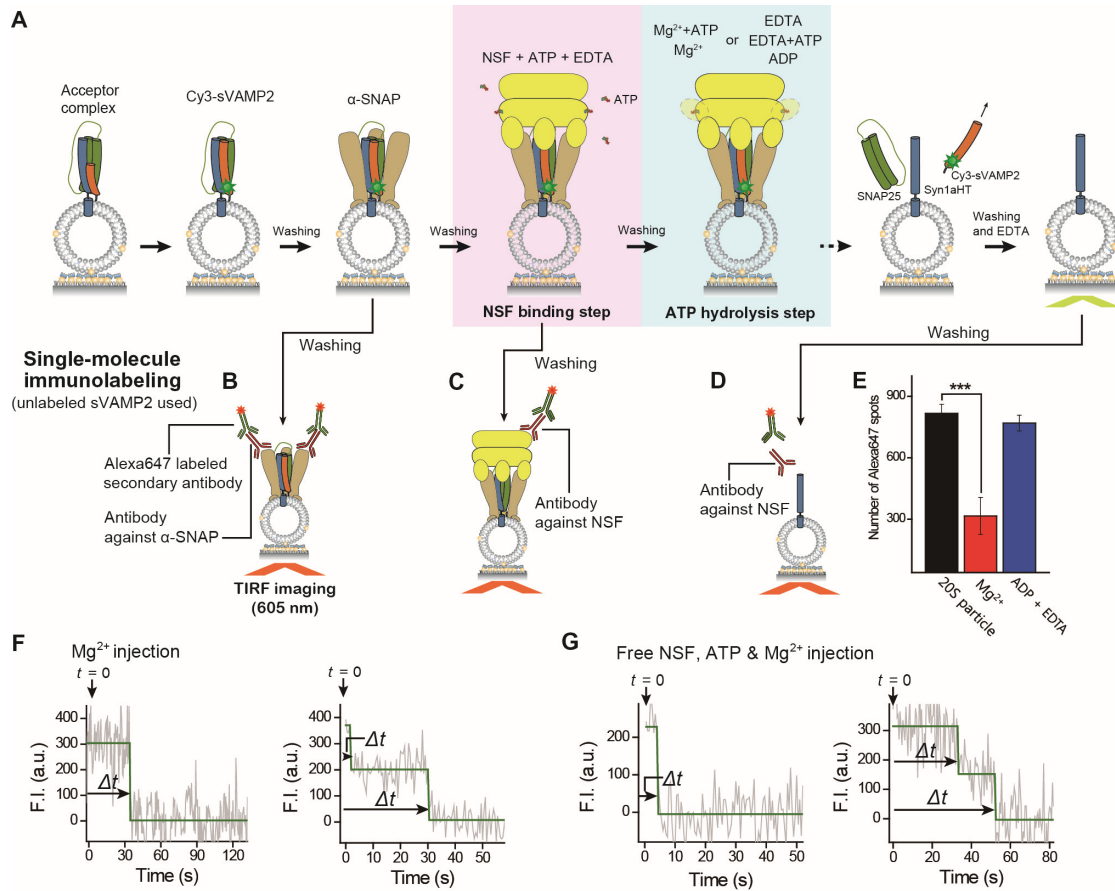 A
Acceptor
complex
Cy3-sVAMP2
α-SNAP
NSF + ATP + EDTA
ATP
Mg²⁺+ATP
Mg²⁺
or
EDTA
EDTA+ATP
ADP
SNAP25
Syn1aHT
Cy3-sVAMP2
Washing
Washing
Washing
Washing
and EDTA
NSF binding step
ATP hydrolysis step
Washing
Washing
Washing
Single-molecule
immunolabeling
(unlabeled sVAMP2 used)
B
Alexa647 labeled
secondary antibody
Antibody
against α-SNAP
TIRF imaging
(605 nm)
C
Antibody
against NSF
D
Antibody
against NSF
E
***
Number of Alexa647 spots
900
600
300
20S particle
Mg²⁺
ADP + EDTA
F
Mg²⁺ injection
t = 0
F.I. (a.u.)
400
300
200
100
0
Δt
0 30 60 90 120
Time (s)
t = 0
F.I. (a.u.)
400
300
200
100
0
Δt
Δt
0 10 20 30 40 50
Time (s)
G
Free NSF, ATP & Mg²⁺ injection
t = 0
F.I. (a.u.)
200
100
0
Δt
0 10 20 30 40 50
Time (s)
t = 0
F.I. (a.u.)
300
200
100
0
Δt
Δt
0 20 40 60 80
Time (s)